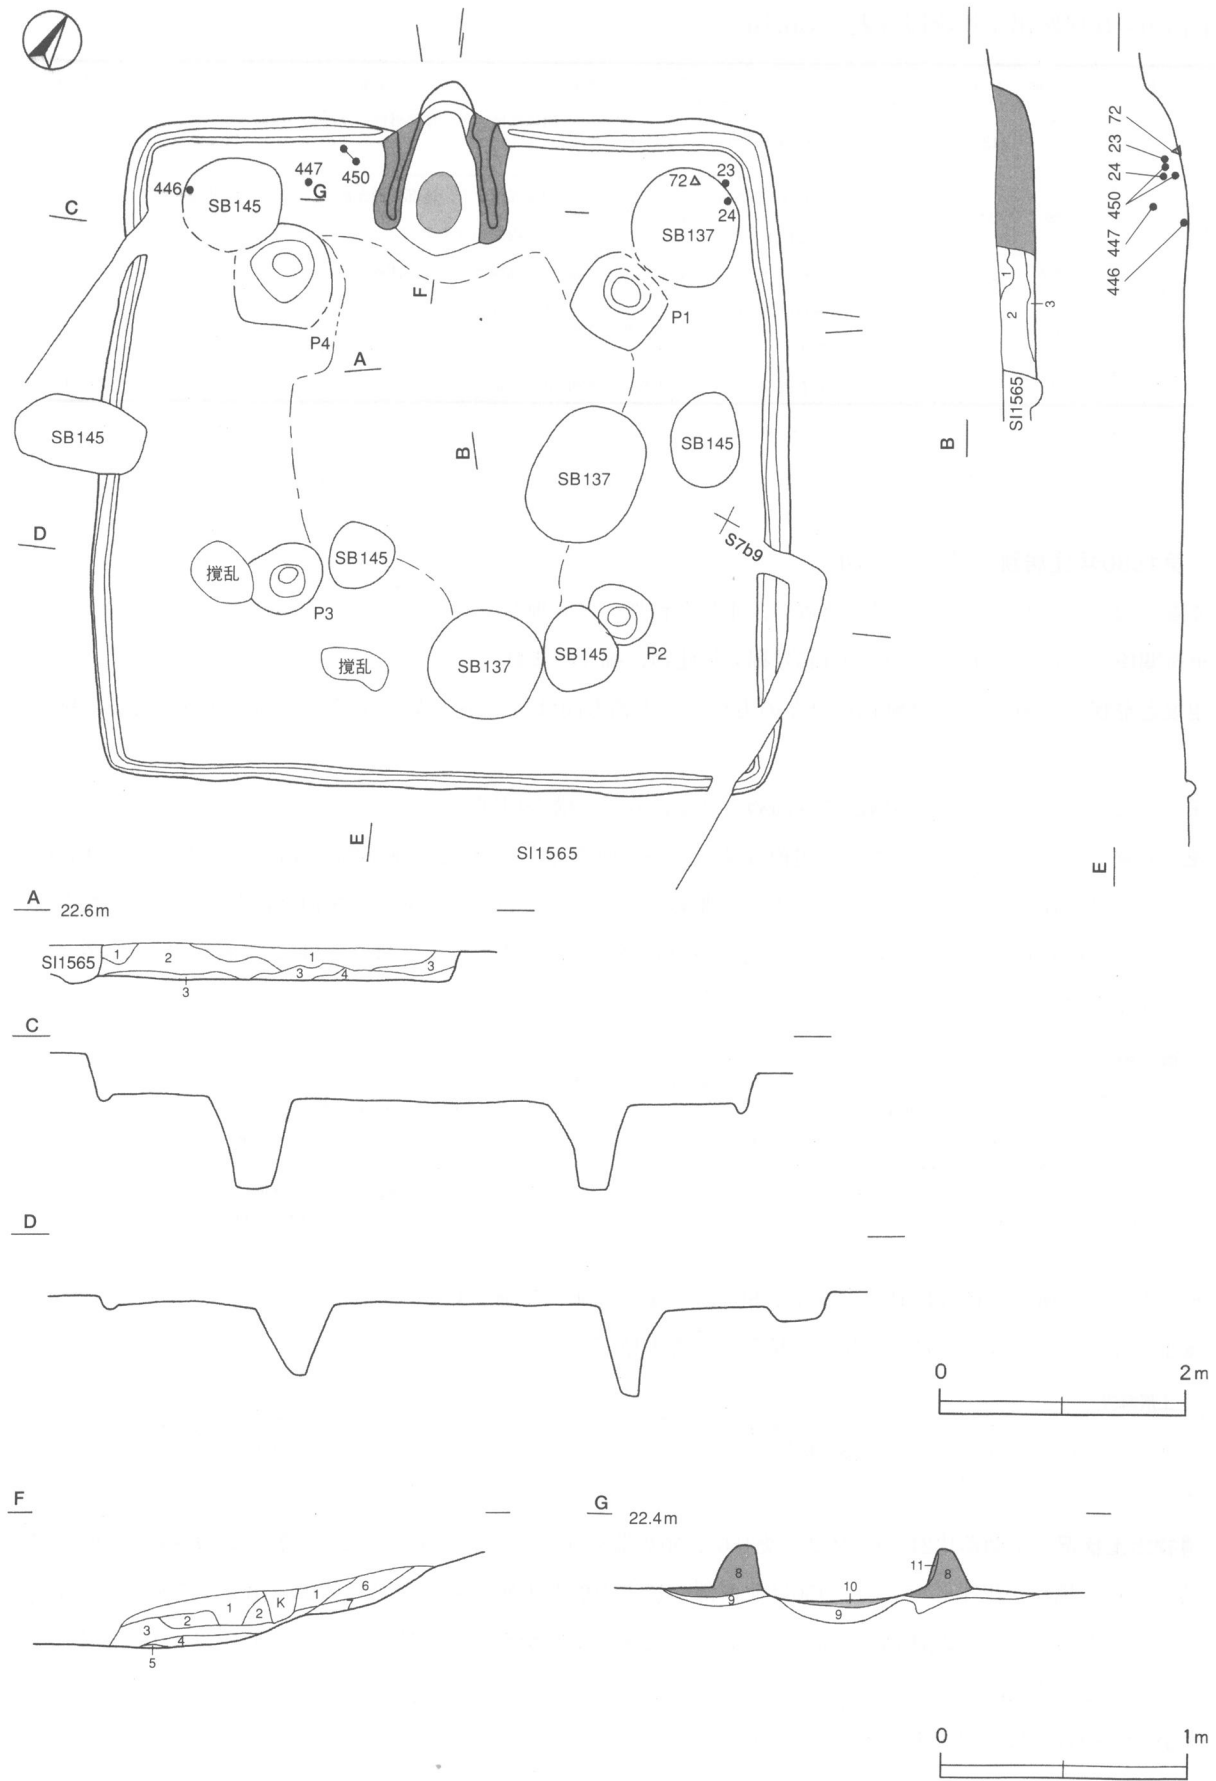 72
23
24
450
447
446
1
2
3
SI1565
B
E
446
SB145
447
G
450
72
23
24
SB137
C
F
P1
P4
A
SB145
B
SB137
SB145
S7b9
D
撹乱
P3
SB145
撹乱
SB137
SB145
P2
E
SI1565
A 22.6m
SI1565
1
2
1
3
3
4
3
C
D
0 2m
F
1
2
3
2
1
K
1
6
7
4
5
G 22.4m
8
9
10
9
11
8
0 1m